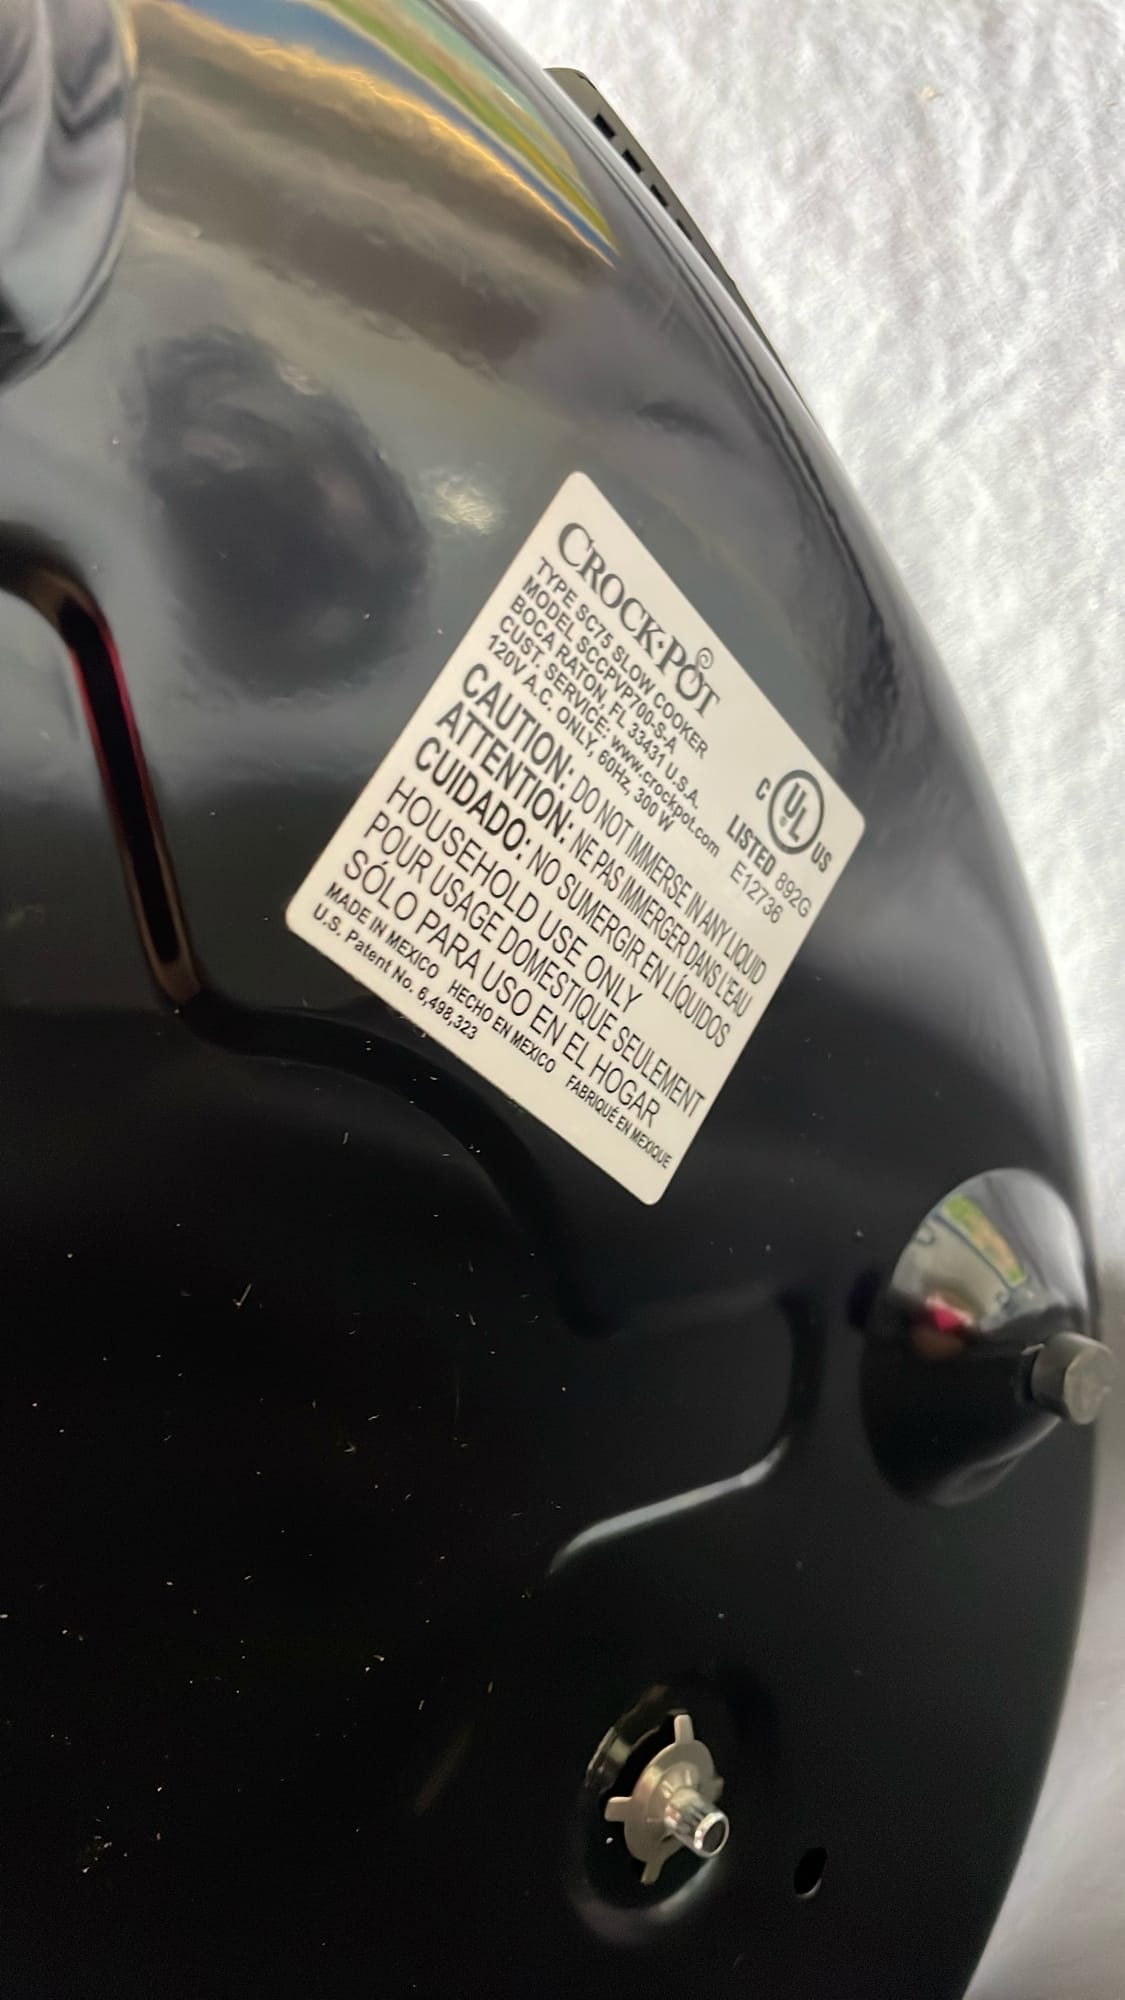 CROCK·POT
TYPE SC75 SLOW COOKER
MODEL SCCPVP700-S-A
BOCA RATON, FL 33431 U.S.A.
CUST. SERVICE: www.crockpot.com
120V A.C. ONLY, 60Hz, 300 W
C UL US
LISTED 892G
E12736
CAUTION: DO NOT IMMERSE IN ANY LIQUID
ATTENTION: NE PAS IMMERGER DANS L'EAU
CUIDADO: NO SUMERGIR EN LÍQUIDOS
HOUSEHOLD USE ONLY
POUR USAGE DOMESTIQUE SEULEMENT
SÓLO PARA USO EN EL HOGAR
MADE IN MEXICO HECHO EN MEXICO FABRIQUÉ EN MEXIQUE
U.S. Patent No. 6,498,323